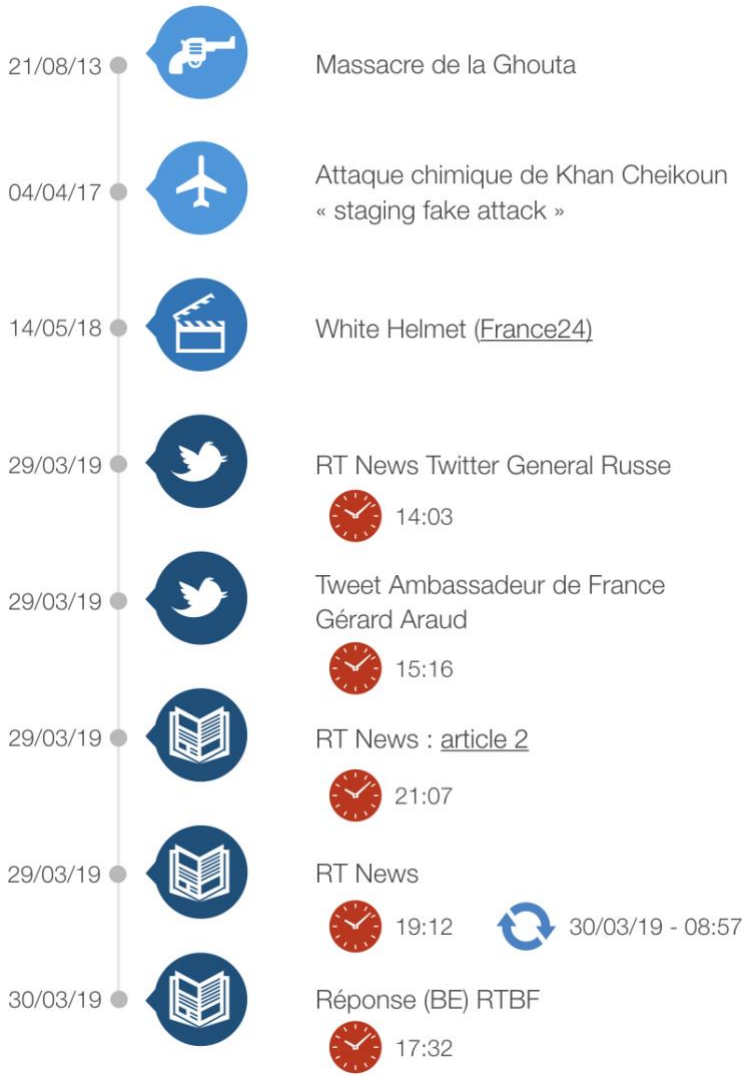 21/08/13
Massacre de la Ghouta
04/04/17
Attaque chimique de Khan Cheikoun
« staging fake attack »
14/05/18
White Helmet (France24)
29/03/19
RT News Twitter General Russe
14:03
29/03/19
Tweet Ambassadeur de France
Gérard Araud
15:16
29/03/19
RT News : article 2
21:07
29/03/19
RT News
19:12
30/03/19 - 08:57
30/03/19
Réponse (BE) RTBF
17:32